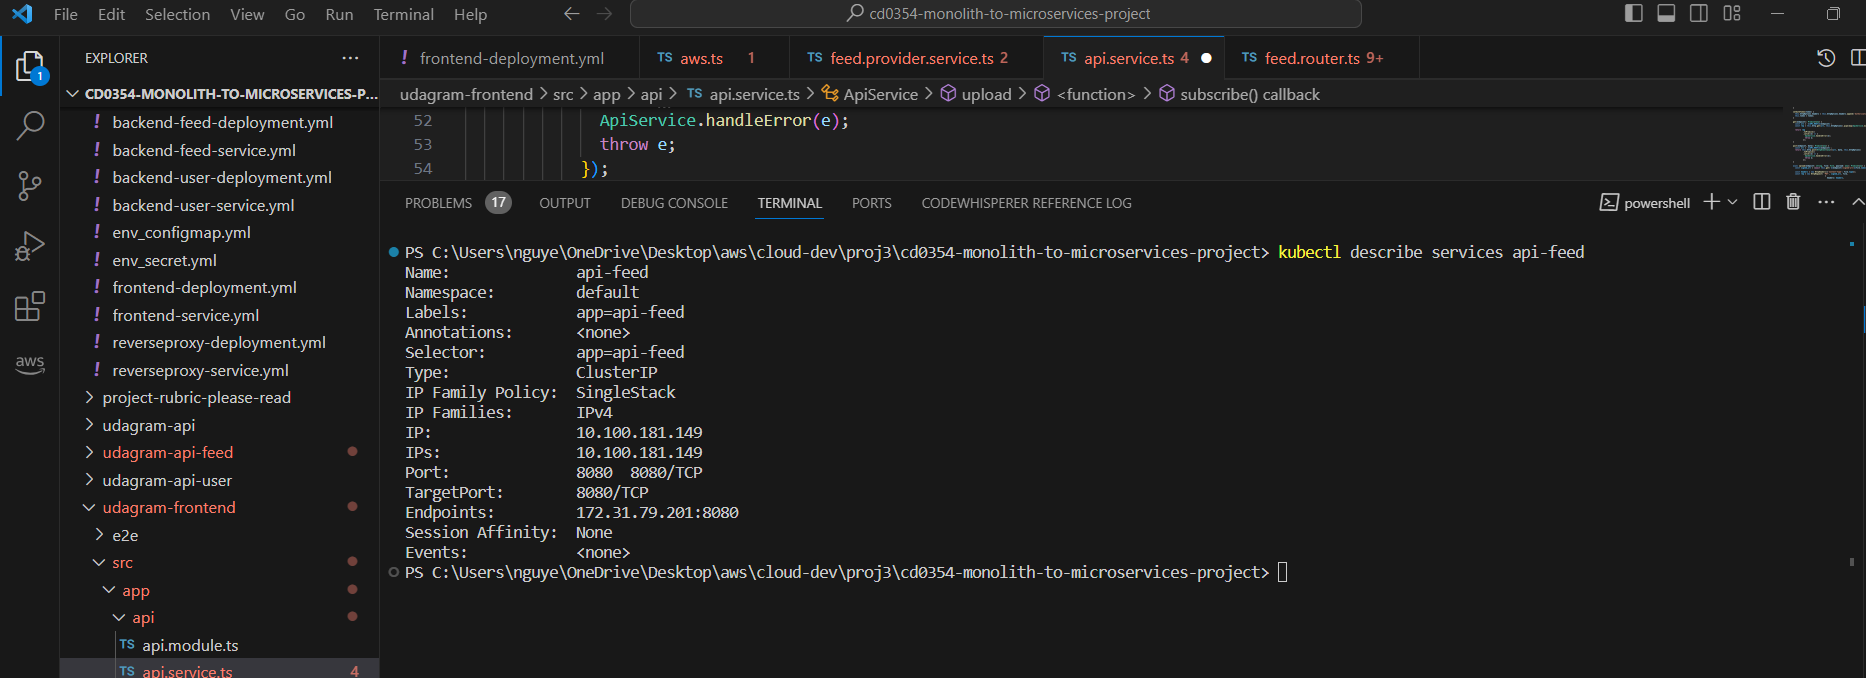 File Edit Selection View Go Run Terminal Help
cd0354-monolith-to-microservices-project
1
EXPLORER
CD0354-MONOLITH-TO-MICROSERVICES-P...
! backend-feed-deployment.yml
! backend-feed-service.yml
! backend-user-deployment.yml
! backend-user-service.yml
! env_configmap.yml
! env_secret.yml
! frontend-deployment.yml
! frontend-service.yml
! reverseproxy-deployment.yml
! reverseproxy-service.yml
aws
project-rubric-please-read
udagram-api
udagram-api-feed
udagram-api-user
udagram-frontend
e2e
src
app
api
TS api.module.ts
TS api.service.ts 4
! frontend-deployment.yml TS aws.ts 1 TS feed.provider.service.ts 2 TS api.service.ts 4 TS feed.router.ts 9+
udagram-frontend > src > app > api > TS api.service.ts > ApiService > upload > <function> > subscribe() callback
52 ApiService.handleError(e);
53 throw e;
54 });
PROBLEMS 17 OUTPUT DEBUG CONSOLE TERMINAL PORTS CODEWHISPERER REFERENCE LOG
powershell
PS C:\Users\nguye\OneDrive\Desktop\aws\cloud-dev\proj3\cd0354-monolith-to-microservices-project> kubectl describe services api-feed
Name: api-feed
Namespace: default
Labels: app=api-feed
Annotations: <none>
Selector: app=api-feed
Type: ClusterIP
IP Family Policy: SingleStack
IP Families: IPv4
IP: 10.100.181.149
IPs: 10.100.181.149
Port: 8080 8080/TCP
TargetPort: 8080/TCP
Endpoints: 172.31.79.201:8080
Session Affinity: None
Events: <none>
PS C:\Users\nguye\OneDrive\Desktop\aws\cloud-dev\proj3\cd0354-monolith-to-microservices-project>